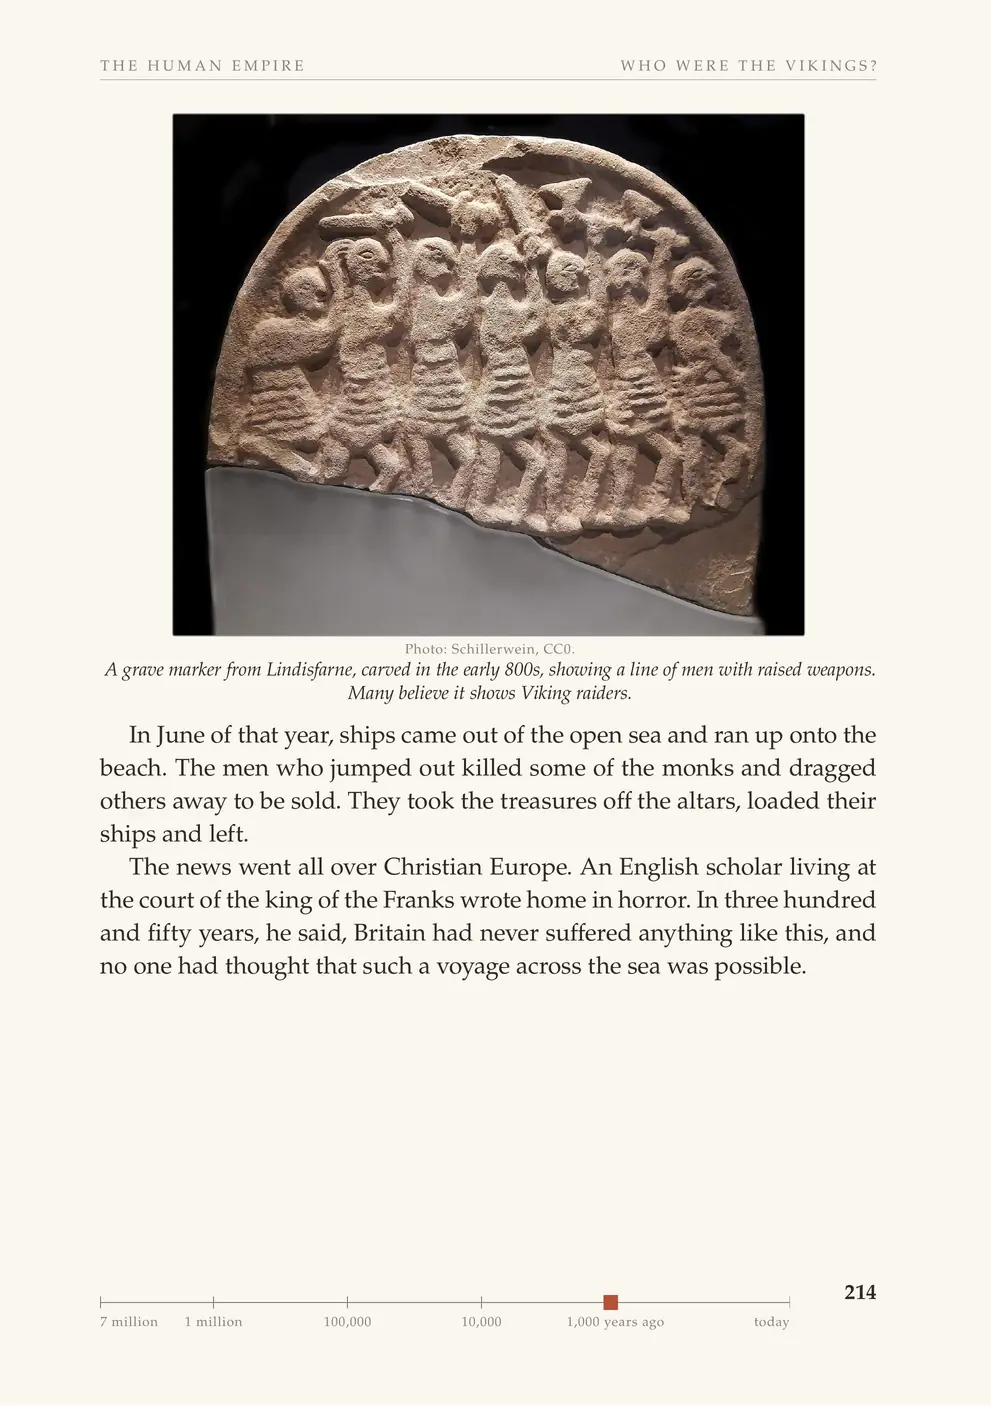 THE HUMAN EMPIRE
WHO WERE THE VIKINGS?
Photo: Schillerwein, CC0.
A grave marker from Lindisfarne, carved in the early 800s, showing a line of men with raised weapons.
Many believe it shows Viking raiders.
In June of that year, ships came out of the open sea and ran up onto the
beach. The men who jumped out killed some of the monks and dragged
others away to be sold. They took the treasures off the altars, loaded their
ships and left.
The news went all over Christian Europe. An English scholar living at
the court of the king of the Franks wrote home in horror. In three hundred
and fifty years, he said, Britain had never suffered anything like this, and
no one had thought that such a voyage across the sea was possible.
214
7 million 1 million 100,000 10,000 1,000 years ago today